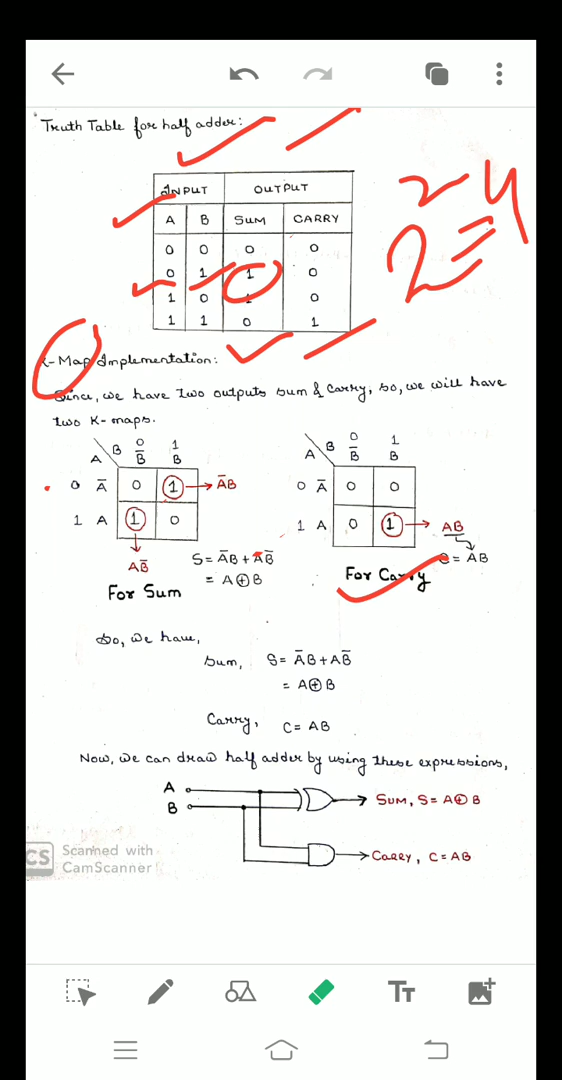 Truth Table for half adder:
INPUT OUTPUT
A B SUM CARRY
0 0 0 0
0 1 1 0
1 0 1 0
1 1 0 1
2=4
K-Map Implementation:
Since, we have two outputs sum & carry, so, we will have
two K-maps.
B 0 1
A B̅ B
0 A̅ 0 1 → A̅B
1 A 1 0
AB̅
S = A̅B + AB̅
= A⊕B
For Sum
B 0 1
A B̅ B
0 A̅ 0 0
1 A 0 1 → AB
C = AB
For Carry
So, we have,
Sum, S = A̅B + AB̅
= A⊕B
Carry, C = AB
Now, we can draw half adder by using these expressions,
A
B
SUM, S = A⊕B
Carry, C = AB
CS Scanned with
CamScanner
TT